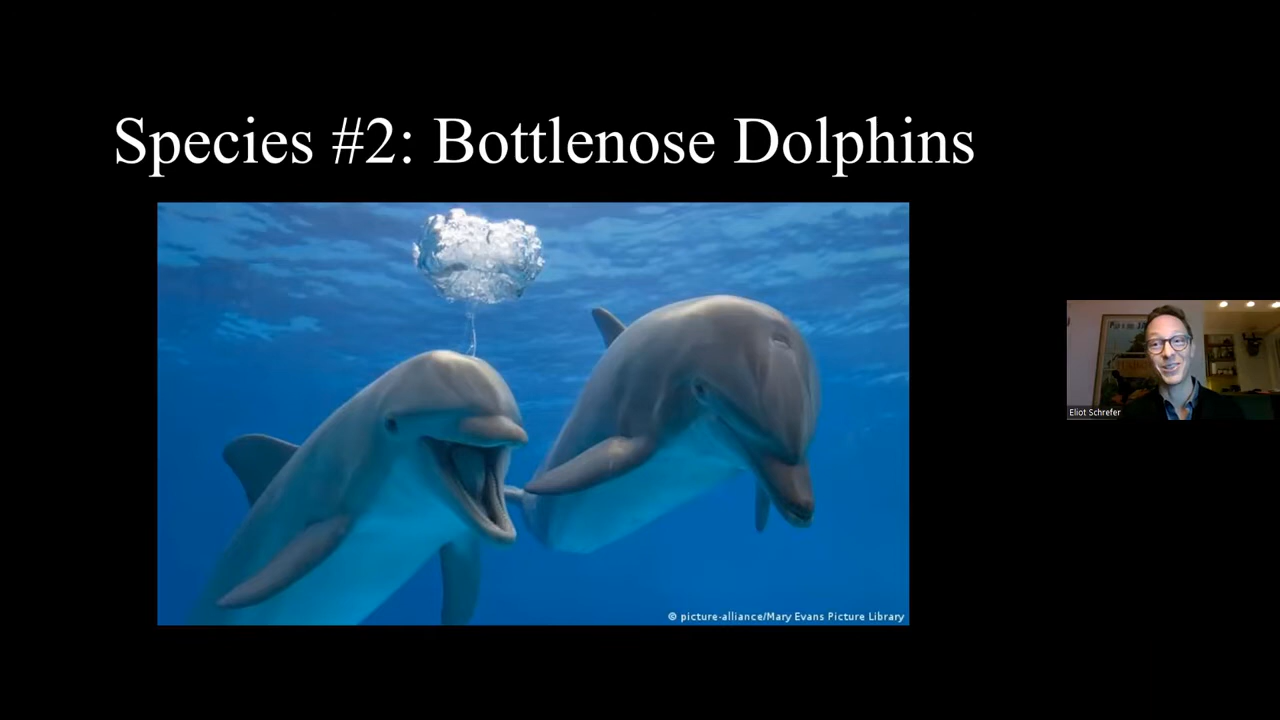 Species #2: Bottlenose Dolphins
© picture-alliance/Mary Evans Picture Library
Eliot Schrefer